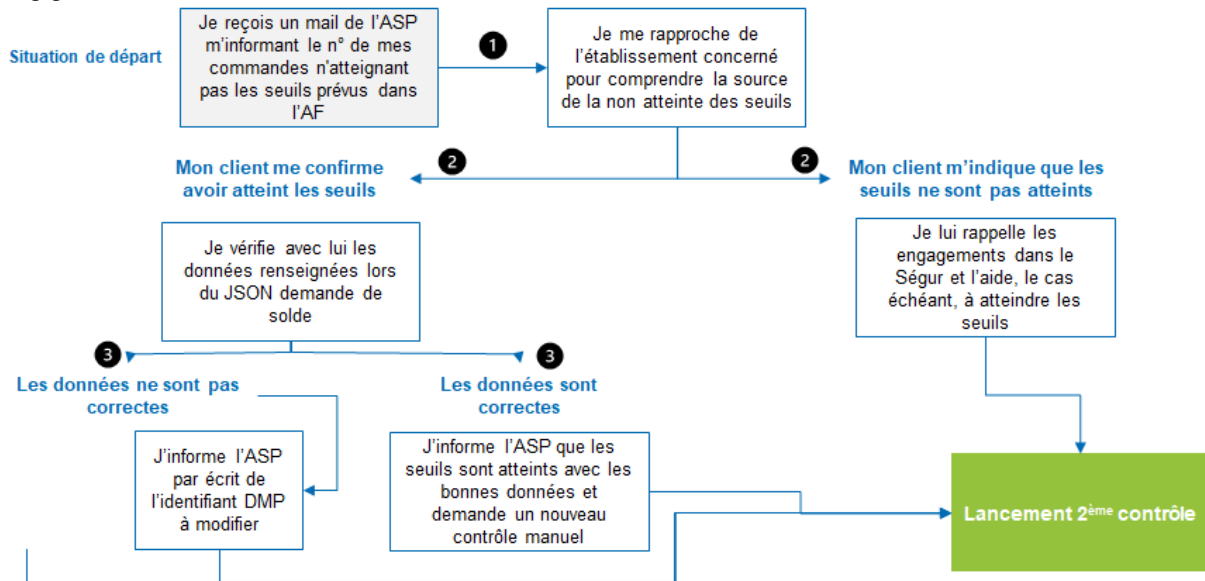 Situation de départ
Je reçois un mail de l'ASP
m'informant le n° de mes
commandes n'atteignant
pas les seuils prévus dans
l'AF
1
Je me rapproche de
l'établissement concerné
pour comprendre la source
de la non atteinte des seuils
2
2
Mon client me confirme
avoir atteint les seuils
Mon client m'indique que les
seuils ne sont pas atteints
Je vérifie avec lui les
données renseignées lors
du JSON demande de
solde
Je lui rappelle les
engagements dans le
Ségur et l'aide, le cas
échéant, à atteindre les
seuils
3
3
Les données ne sont pas
correctes
Les données sont
correctes
J'informe l'ASP
par écrit de
l'identifiant DMP
à modifier
J'informe l'ASP que les
seuils sont atteints avec les
bonnes données et
demande un nouveau
contrôle manuel
Lancement 2ème contrôle